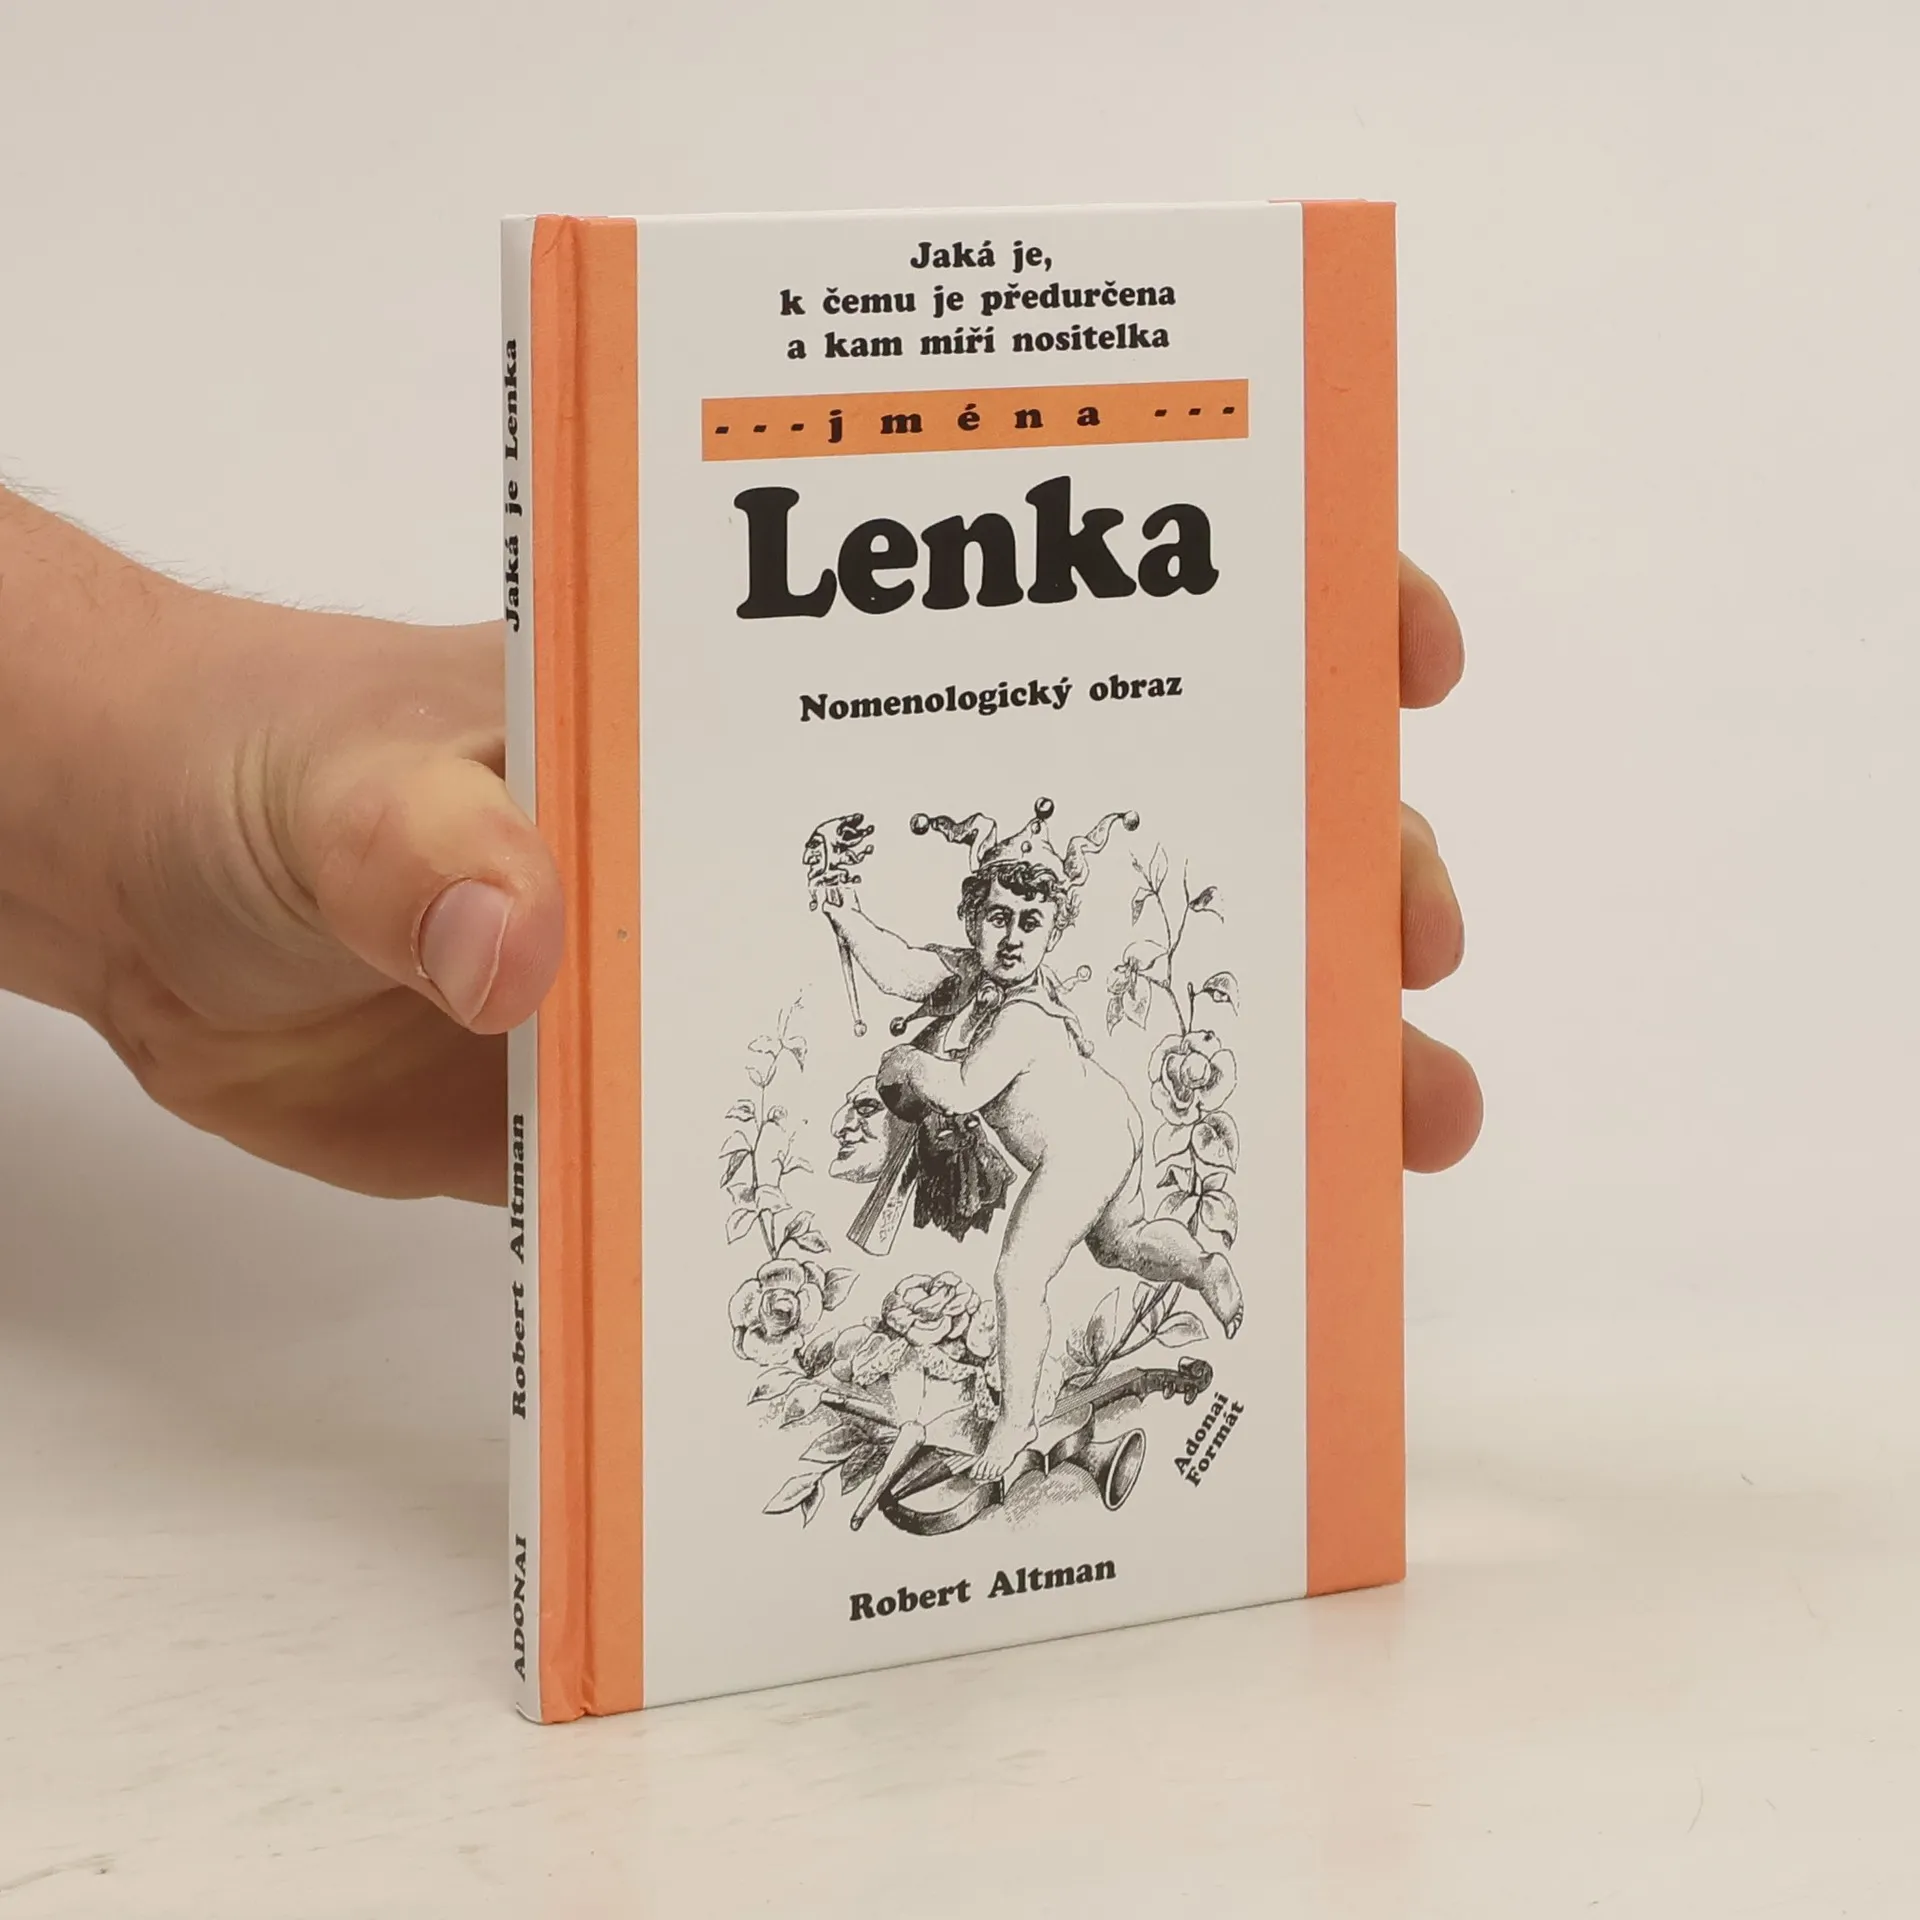 Jaká je,
k čemu je předurčena
a kam míří nositelka
- - - j m é n a - - -
Lenka
Nomenologický obraz
Adonai
Formát
Robert Altman
ADONAI Robert Altman Jaká je Lenka